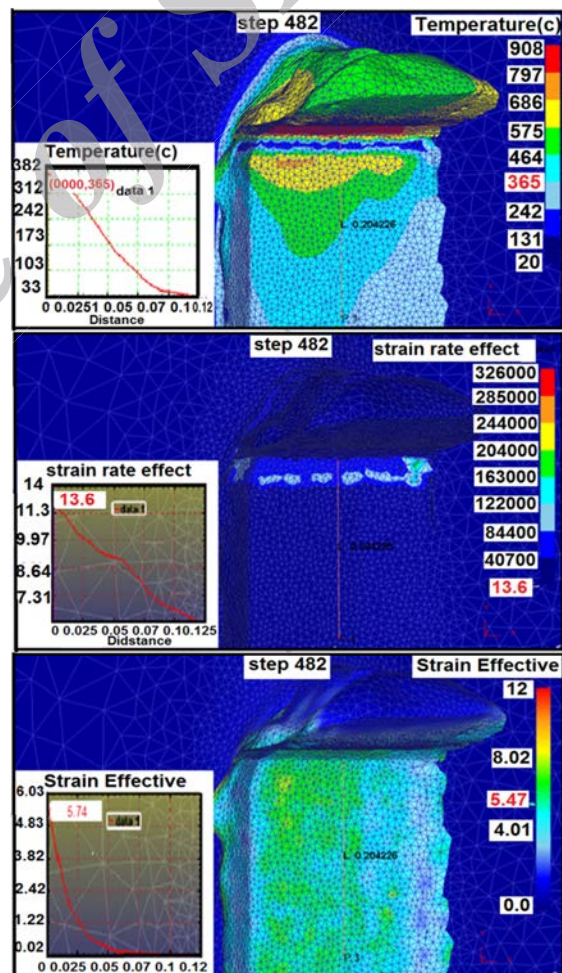 of s
step 482
Temperature(c)
908
797
686
575
464
365
242
131
20
Temperature(c)
382
312
242
173
103
33
(0000,365)
data 1
0 0.0251 0.05 0.07 0.10.12
Distance
L 0.204226
P.1
step 482
strain rate effect
326000
285000
244000
204000
163000
122000
84400
40700
13.6
strain rate effect
14
11.3
9.97
8.64
7.31
13.6
data 1
0 0.025 0.05 0.07 0.10.125
Didstance
step 482
Strain Effective
12
8.02
5.47
4.01
0.0
Strain Effective
6.03
4.83
3.82
2.42
1.22
0.02
5.74
data 1
0 0.025 0.05 0.07 0.10 0.12
L 0.204226
P.1